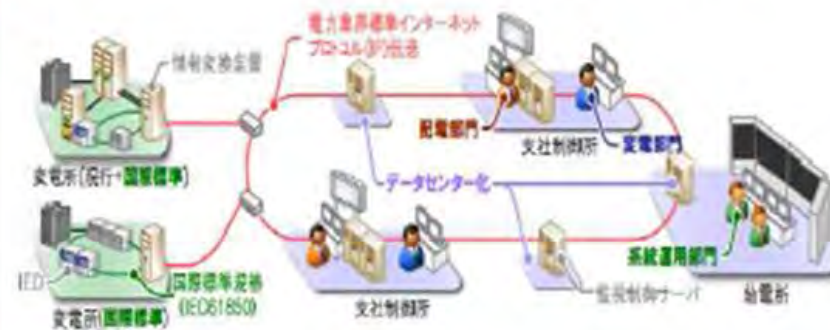 電力業界標準インターネット
プロトコル(IP)伝送
情報変換装置
配電部門
変電部門
支社制御所
変電所(現行+国際標準)
データセンター化
IED
国際標準
(IEC61850)
変電所(国際標準)
支社制御所
監視制御サーバ
系統運用部門
給電所